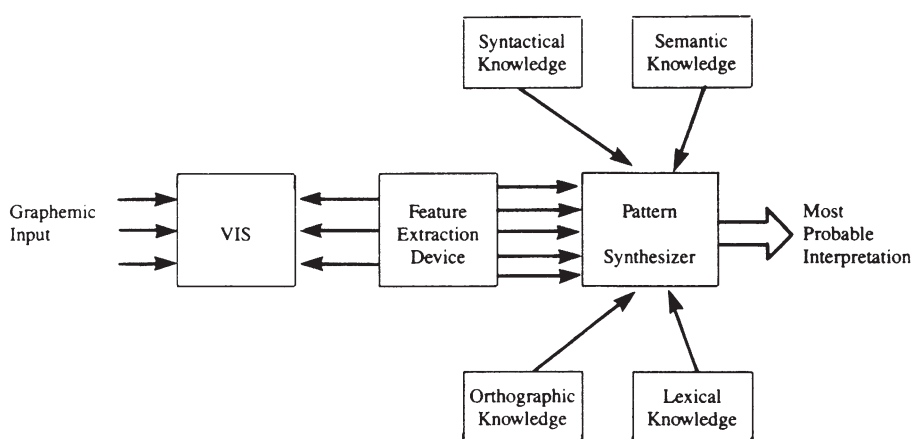 Syntactical
Knowledge
Semantic
Knowledge
Graphemic
Input
VIS
Feature
Extraction
Device
Pattern
Synthesizer
Most
Probable
Interpretation
Orthographic
Knowledge
Lexical
Knowledge